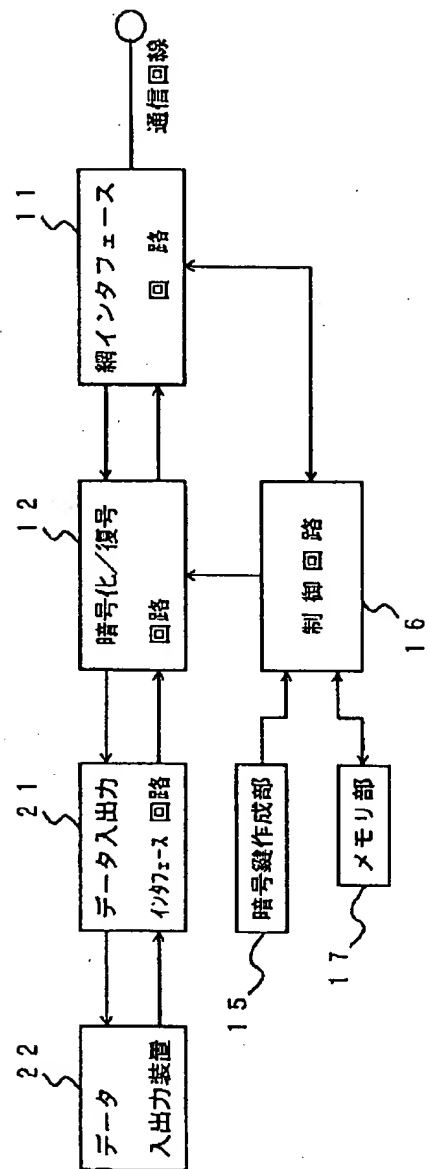 22
データ
入出力装置
21
データ入出力
インタフェース回路
12
暗号化/復号
回路
11
網インタフェース
回路
通信回線
15
暗号鍵作成部
17
メモリ部
制御回路
16